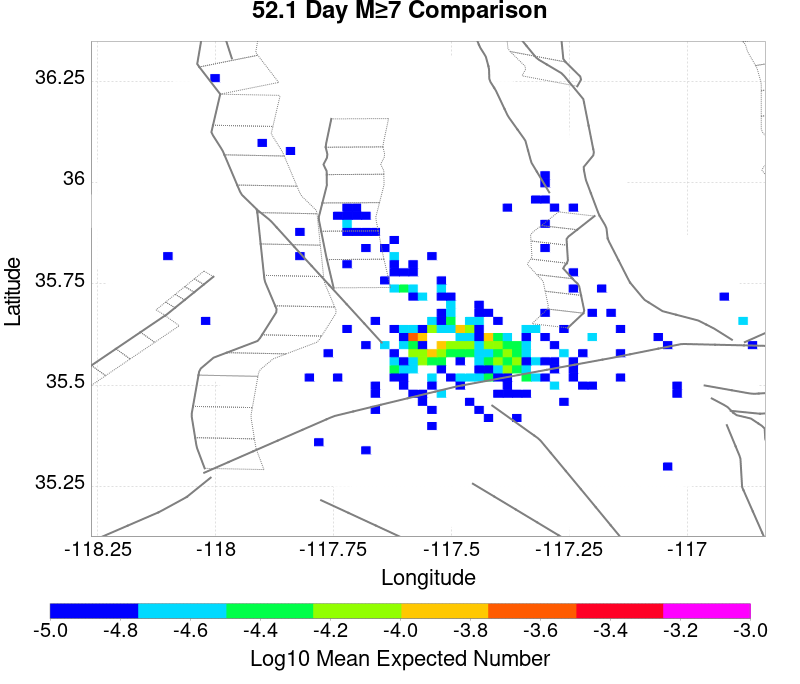 52.1 Day M≥7 Comparison
36.25
36
35.75
35.5
35.25
Latitude
-118.25 -118 -117.75 -117.5 -117.25 -117
Longitude
-5.0 -4.8 -4.6 -4.4 -4.2 -4.0 -3.8 -3.6 -3.4 -3.2 -3.0
Log10 Mean Expected Number